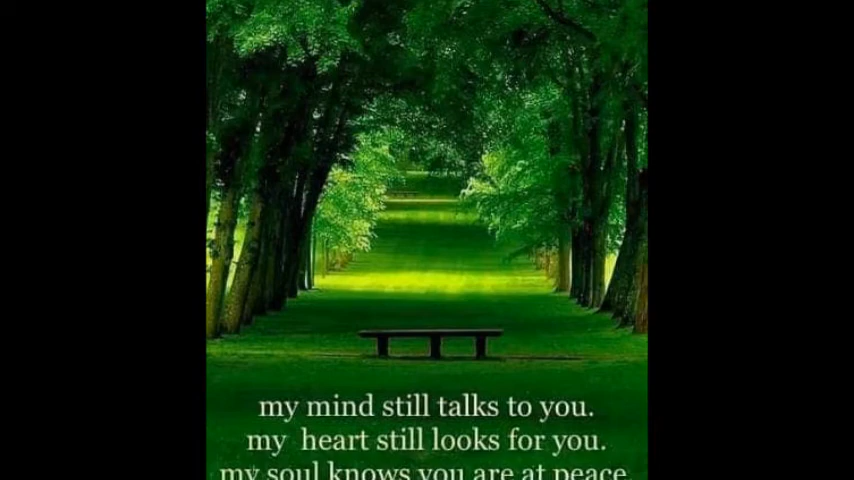 my mind still talks to you.
my heart still looks for you.
my soul knows you are at peace.